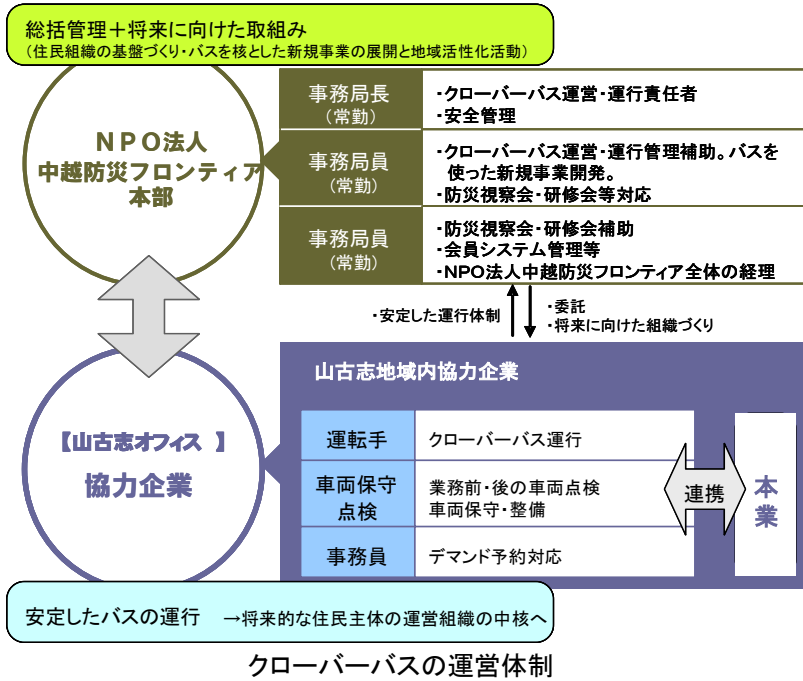 総括管理＋将来に向けた取組み
（住民組織の基盤づくり・バスを核とした新規事業の展開と地域活性化活動）
ＮＰＯ法人
中越防災フロンティア
本部
事務局長
（常勤）
・クローバーバス運営・運行責任者
・安全管理
事務局員
（常勤）
・クローバーバス運営・運行管理補助。バスを
使った新規事業開発。
・防災視察会・研修会等対応
事務局員
（常勤）
・防災視察会・研修会補助
・会員システム管理等
・NPO法人中越防災フロンティア全体の経理
・安定した運行体制
・委託
・将来に向けた組織づくり
【山古志オフィス 】
協力企業
山古志地域内協力企業
運転手
クローバーバス運行
車両保守
点検
業務前・後の車両点検
車両保守・整備
事務員
デマンド予約対応
連携
本業
安定したバスの運行 →将来的な住民主体の運営組織の中核へ
クローバーバスの運営体制